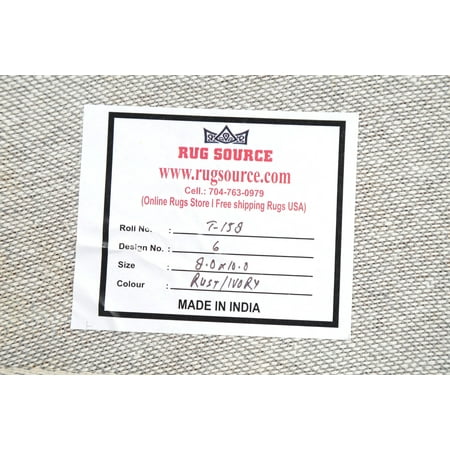 RUG SOURCE
www.rugsource.com
Cell.: 704-763-0979
(Online Rugs Store I Free shipping Rugs USA)
Roll No. : T-158
Design No. : 6
Size : 8.0x10.0
Colour : RUST/IVORY
MADE IN INDIA